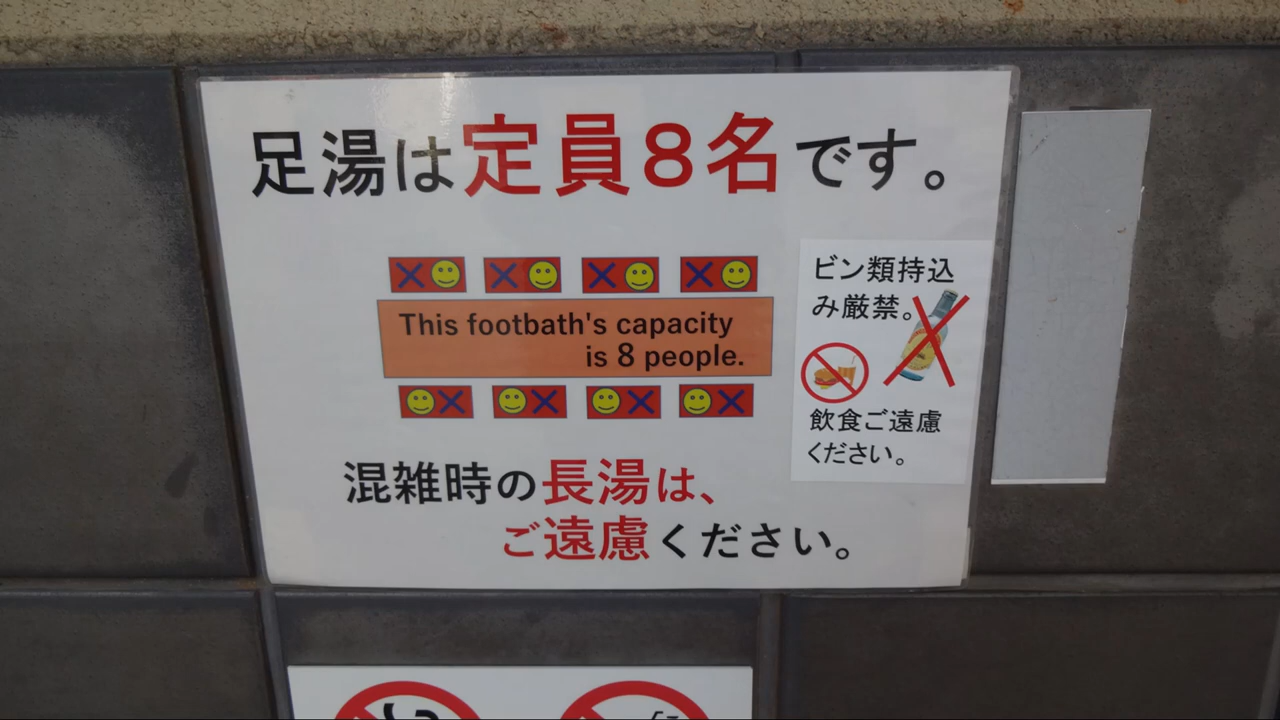 足湯は定員8名です。
This footbath's capacity
is 8 people.
ビン類持込
み厳禁。
飲食ご遠慮
ください。
混雑時の長湯は、
ご遠慮ください。